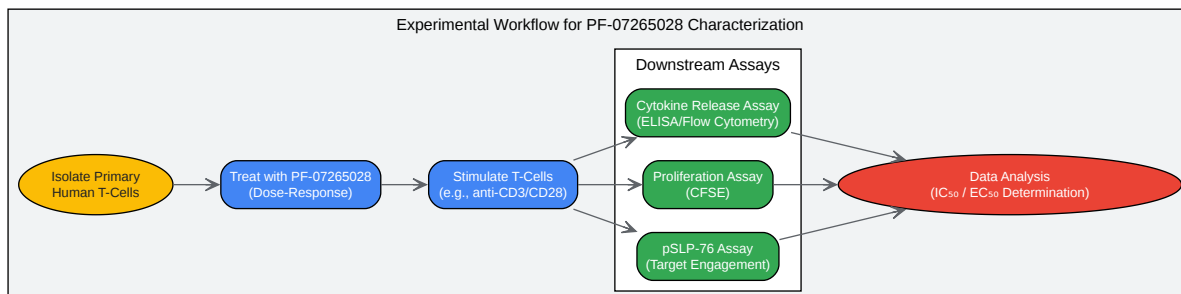 Experimental Workflow for PF-07265028 Characterization
Downstream Assays
Isolate Primary
Human T-Cells
Treat with PF-07265028
(Dose-Response)
Stimulate T-Cells
(e.g., anti-CD3/CD28)
Cytokine Release Assay
(ELISA/Flow Cytometry)
Proliferation Assay
(CFSE)
pSLP-76 Assay
(Target Engagement)
Data Analysis
(IC₅₀ / EC₅₀ Determination)